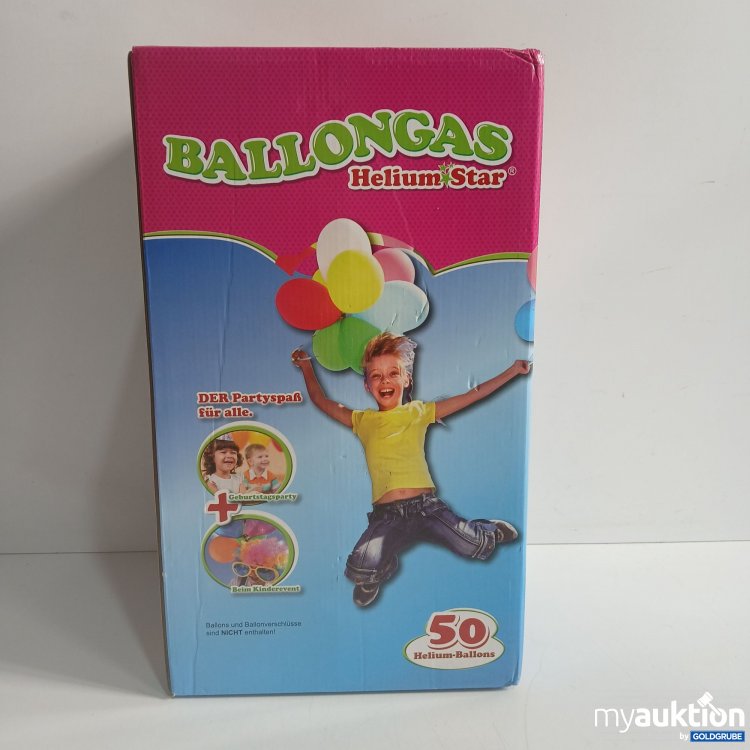 BALLONGAS
Helium Star®
DER Partyspaß
für alle.
Geburtstagsparty
+
Beim Kinderevent
Ballons und Ballonverschlüsse
sind NICHT enthalten!
50
Helium-Ballons
myauktion
by GOLDGRUBE